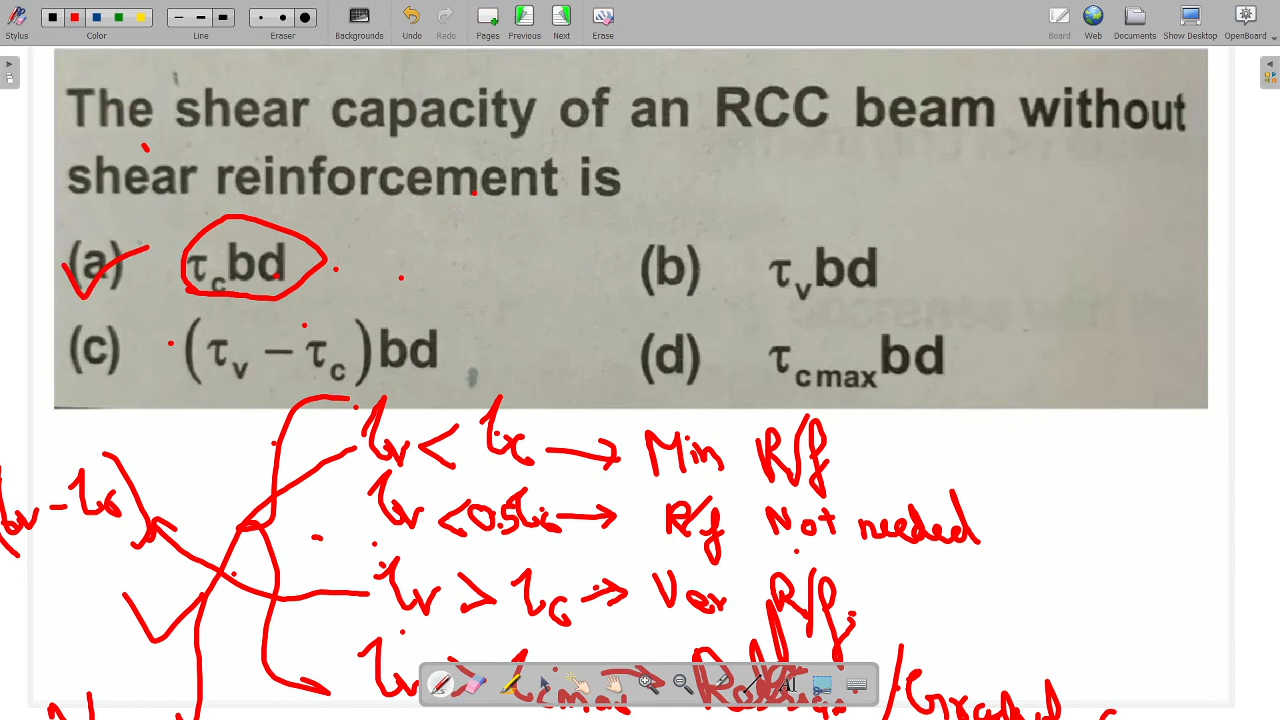 Stylus Color Line Eraser Backgrounds Undo Redo Pages Previous Next Erase Board Web Documents Show Desktop OpenBoard
The shear capacity of an RCC beam without
shear reinforcement is
(a) τcbd
(b) τvbd
(c) (τv − τc)bd
(d) τcmaxbd
τv < τc → Min R/f
τv < 0.5τc → R/f Not needed
τv > τc → Ver R/f.
τv > τcmax →